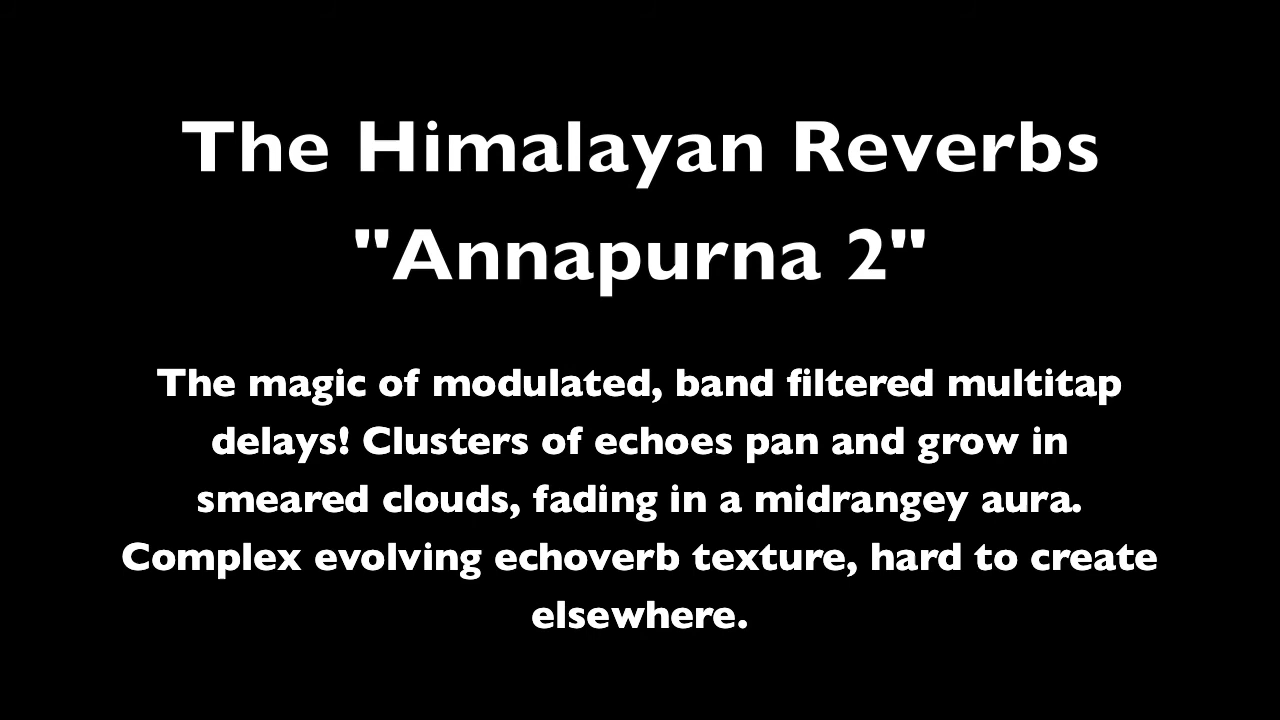 The Himalayan Reverbs
"Annapurna 2"
The magic of modulated, band filtered multitap
delays! Clusters of echoes pan and grow in
smeared clouds, fading in a midrangey aura.
Complex evolving echoverb texture, hard to create
elsewhere.